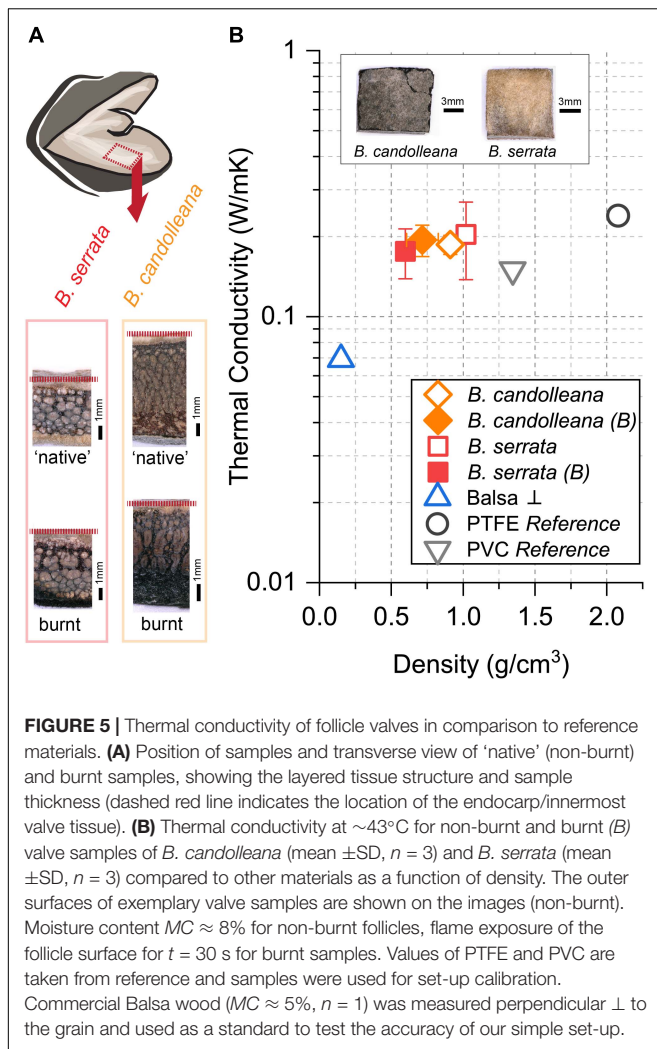 A
B. serrata
B. candolleana
1mm
'native'
1mm
'native'
1mm
burnt
1mm
burnt
B
Thermal Conductivity (W/mK)
1
0.1
0.01
3mm
3mm
B. candolleana
B. serrata
B. candolleana
B. candolleana (B)
B. serrata
B. serrata (B)
Balsa ⊥
PTFE Reference
PVC Reference
0.0 0.5 1.0 1.5 2.0
Density (g/cm³)
FIGURE 5 | Thermal conductivity of follicle valves in comparison to reference
materials. (A) Position of samples and transverse view of 'native' (non-burnt)
and burnt samples, showing the layered tissue structure and sample
thickness (dashed red line indicates the location of the endocarp/innermost
valve tissue). (B) Thermal conductivity at ∼43°C for non-burnt and burnt (B)
valve samples of B. candolleana (mean ±SD, n = 3) and B. serrata (mean
±SD, n = 3) compared to other materials as a function of density. The outer
surfaces of exemplary valve samples are shown on the images (non-burnt).
Moisture content MC ≈ 8% for non-burnt follicles, flame exposure of the
follicle surface for t = 30 s for burnt samples. Values of PTFE and PVC are
taken from reference and samples were used for set-up calibration.
Commercial Balsa wood (MC ≈ 5%, n = 1) was measured perpendicular ⊥ to
the grain and used as a standard to test the accuracy of our simple set-up.